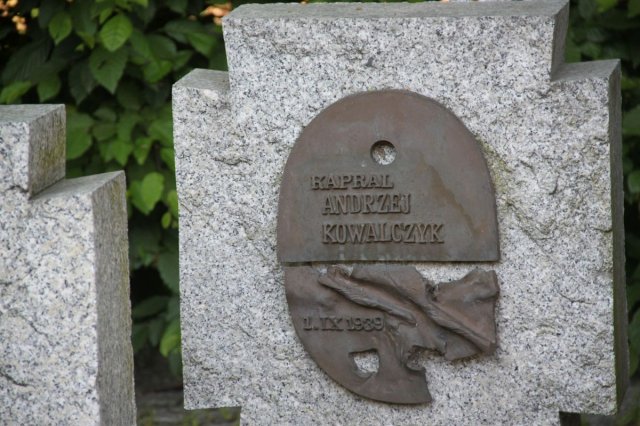 KAPRAL
ANDRZEJ
KOWALCZYK
1.IX 1939